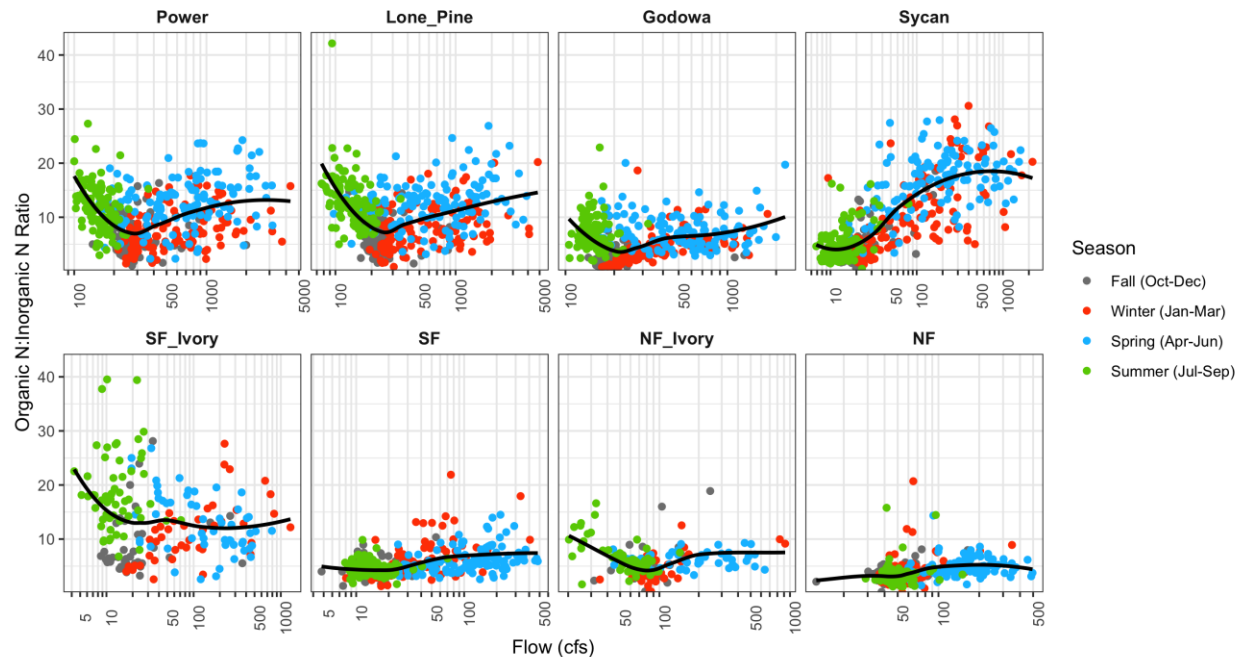 Power Lone_Pine Godowa Sycan
40
30
20
10
100 500 1000 5000 100 500 1000 5000 100 500 1000 10 50 100 500 1000
SF_Ivory SF NF_Ivory NF
40
30
20
10
5 10 50 100 500 1000 5 10 50 100 500 50 100 500 1000 50 100 500
Organic N:Inorganic N Ratio
Flow (cfs)
Season
Fall (Oct-Dec)
Winter (Jan-Mar)
Spring (Apr-Jun)
Summer (Jul-Sep)